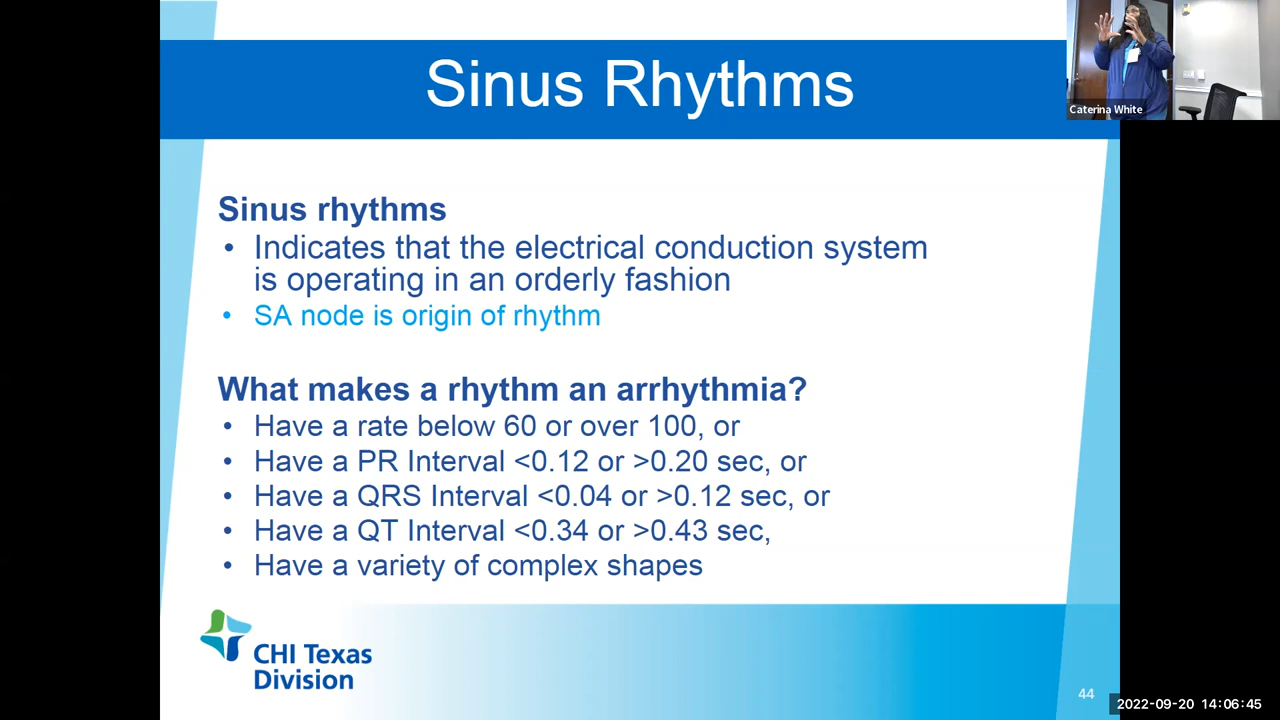 Sinus Rhythms
Caterina White
Sinus rhythms
• Indicates that the electrical conduction system
is operating in an orderly fashion
• SA node is origin of rhythm
What makes a rhythm an arrhythmia?
• Have a rate below 60 or over 100, or
• Have a PR Interval <0.12 or >0.20 sec, or
• Have a QRS Interval <0.04 or >0.12 sec, or
• Have a QT Interval <0.34 or >0.43 sec,
• Have a variety of complex shapes
CHI Texas
Division
44
2022-09-20 14:06:45